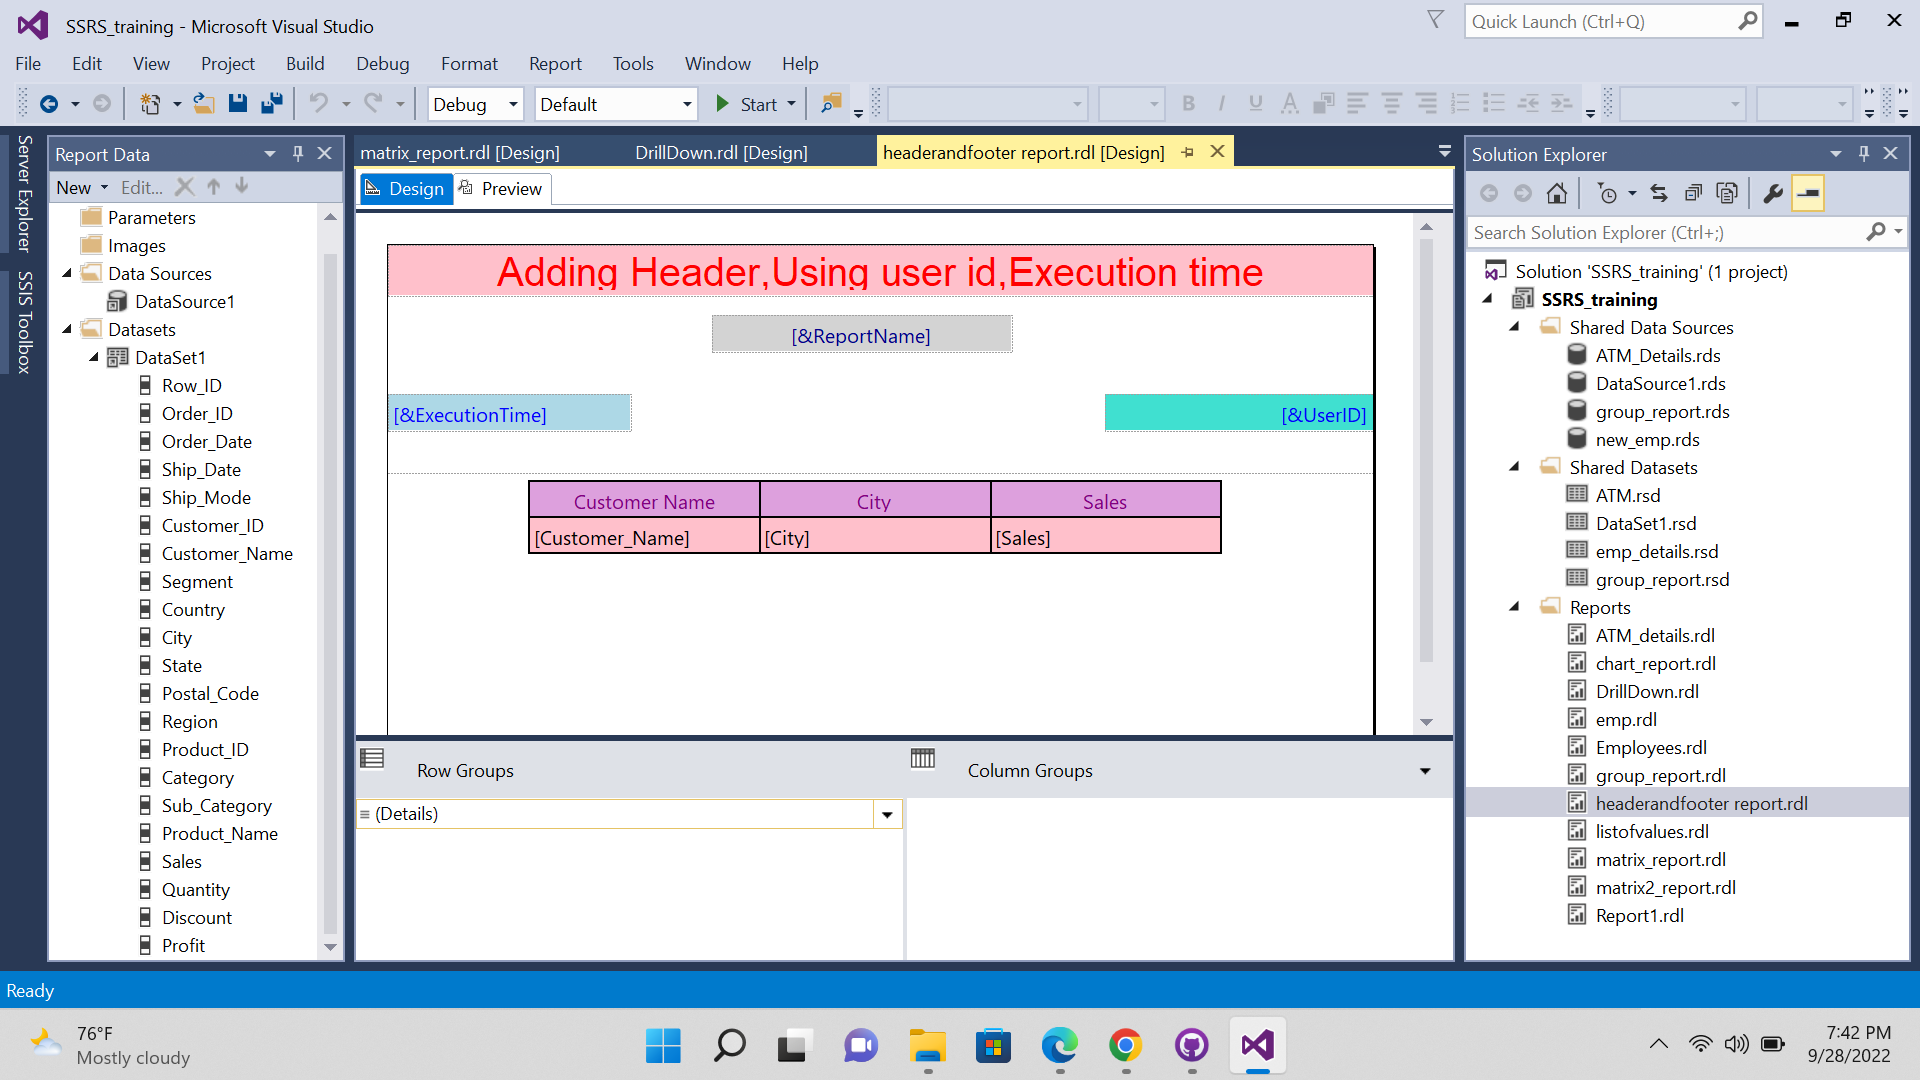 SSRS_training - Microsoft Visual Studio
Quick Launch (Ctrl+Q)
File Edit View Project Build Debug Format Report Tools Window Help
Debug Default Start
B I U A
Server Explorer
SSIS Toolbox
Report Data
New Edit...
Parameters
Images
Data Sources
DataSource1
Datasets
DataSet1
Row_ID
Order_ID
Order_Date
Ship_Date
Ship_Mode
Customer_ID
Customer_Name
Segment
Country
City
State
Postal_Code
Region
Product_ID
Category
Sub_Category
Product_Name
Sales
Quantity
Discount
Profit
matrix_report.rdl [Design] DrillDown.rdl [Design] headerandfooter report.rdl [Design]
Design Preview
Adding Header,Using user id,Execution time
[&ReportName]
[&ExecutionTime] [&UserID]
Customer Name City Sales
[Customer_Name] [City] [Sales]
Row Groups Column Groups
(Details)
Solution Explorer
Search Solution Explorer (Ctrl+;)
Solution 'SSRS_training' (1 project)
SSRS_training
Shared Data Sources
ATM_Details.rds
DataSource1.rds
group_report.rds
new_emp.rds
Shared Datasets
ATM.rsd
DataSet1.rsd
emp_details.rsd
group_report.rsd
Reports
ATM_details.rdl
chart_report.rdl
DrillDown.rdl
emp.rdl
Employees.rdl
group_report.rdl
headerandfooter report.rdl
listofvalues.rdl
matrix_report.rdl
matrix2_report.rdl
Report1.rdl
Ready
76°F
Mostly cloudy
7:42 PM
9/28/2022